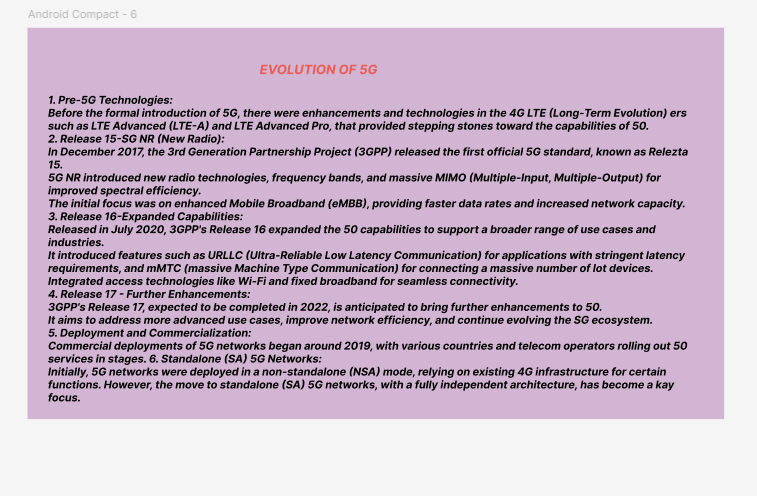 Android Compact - 6
EVOLUTION OF 5G
1. Pre-5G Technologies:
Before the formal introduction of 5G, there were enhancements and technologies in the 4G LTE (Long-Term Evolution) ers
such as LTE Advanced (LTE-A) and LTE Advanced Pro, that provided stepping stones toward the capabilities of 50.
2. Release 15-SG NR (New Radio):
In December 2017, the 3rd Generation Partnership Project (3GPP) released the first official 5G standard, known as Relezta
15.
5G NR introduced new radio technologies, frequency bands, and massive MIMO (Multiple-Input, Multiple-Output) for
improved spectral efficiency.
The initial focus was on enhanced Mobile Broadband (eMBB), providing faster data rates and increased network capacity.
3. Release 16-Expanded Capabilities:
Released in July 2020, 3GPP's Release 16 expanded the 50 capabilities to support a broader range of use cases and
industries.
It introduced features such as URLLC (Ultra-Reliable Low Latency Communication) for applications with stringent latency
requirements, and mMTC (massive Machine Type Communication) for connecting a massive number of lot devices.
Integrated access technologies like Wi-Fi and fixed broadband for seamless connectivity.
4. Release 17 - Further Enhancements:
3GPP's Release 17, expected to be completed in 2022, is anticipated to bring further enhancements to 50.
It aims to address more advanced use cases, improve network efficiency, and continue evolving the SG ecosystem.
5. Deployment and Commercialization:
Commercial deployments of 5G networks began around 2019, with various countries and telecom operators rolling out 50
services in stages. 6. Standalone (SA) 5G Networks:
Initially, 5G networks were deployed in a non-standalone (NSA) mode, relying on existing 4G infrastructure for certain
functions. However, the move to standalone (SA) 5G networks, with a fully independent architecture, has become a kay
focus.